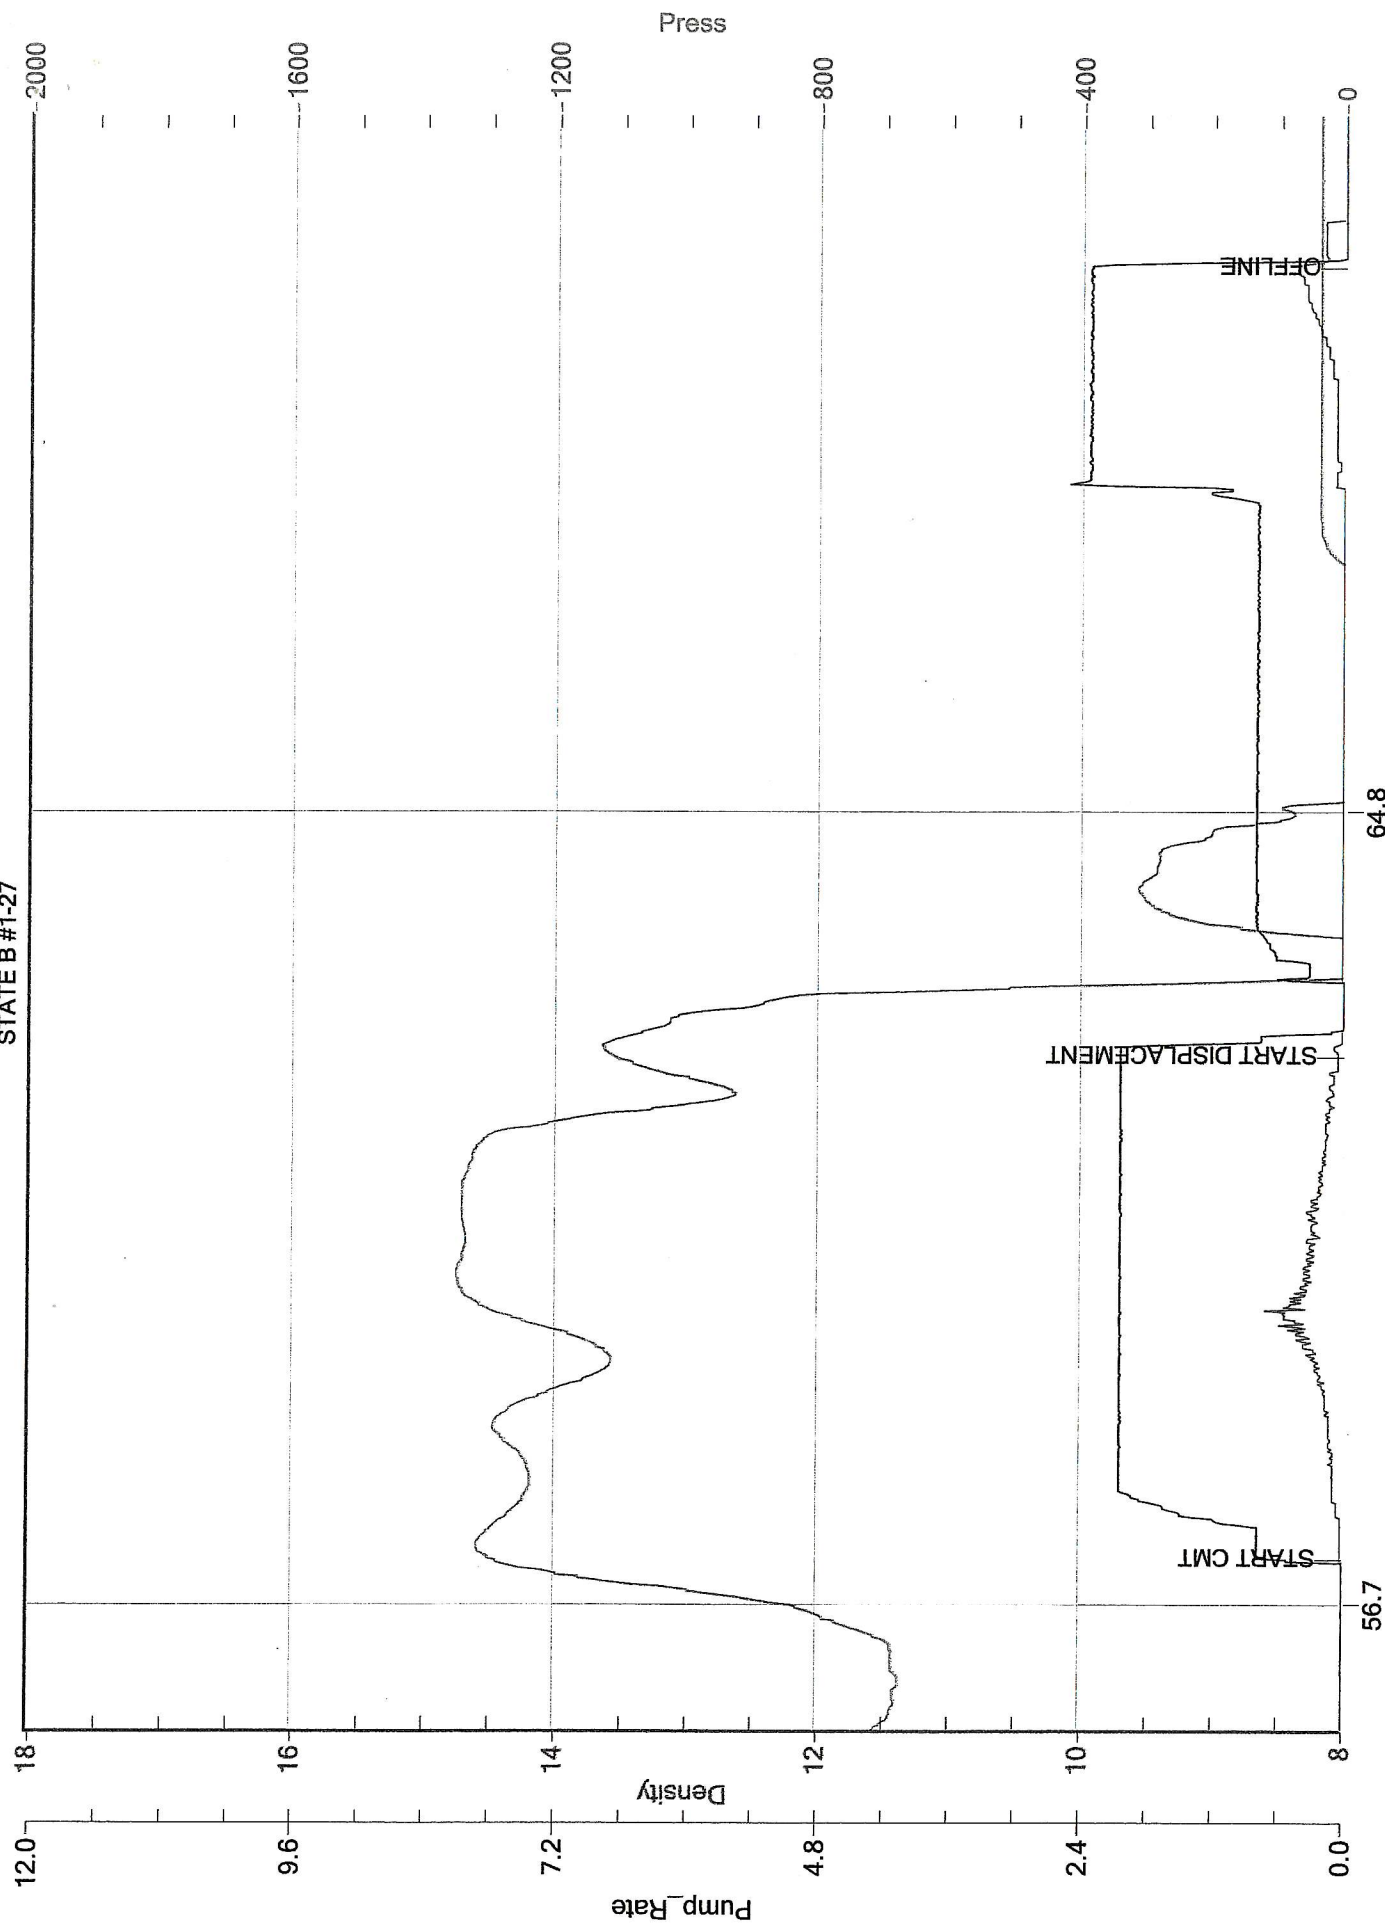 STATE B #1-27
Press
2000
1600
1200
800
400
0
OFFLINE
64.8
START DISPLACEMENT
START CMT
56.7
18
16
14
12
10
8
Density
12.0
9.6
7.2
4.8
2.4
0.0
Pump_Rate